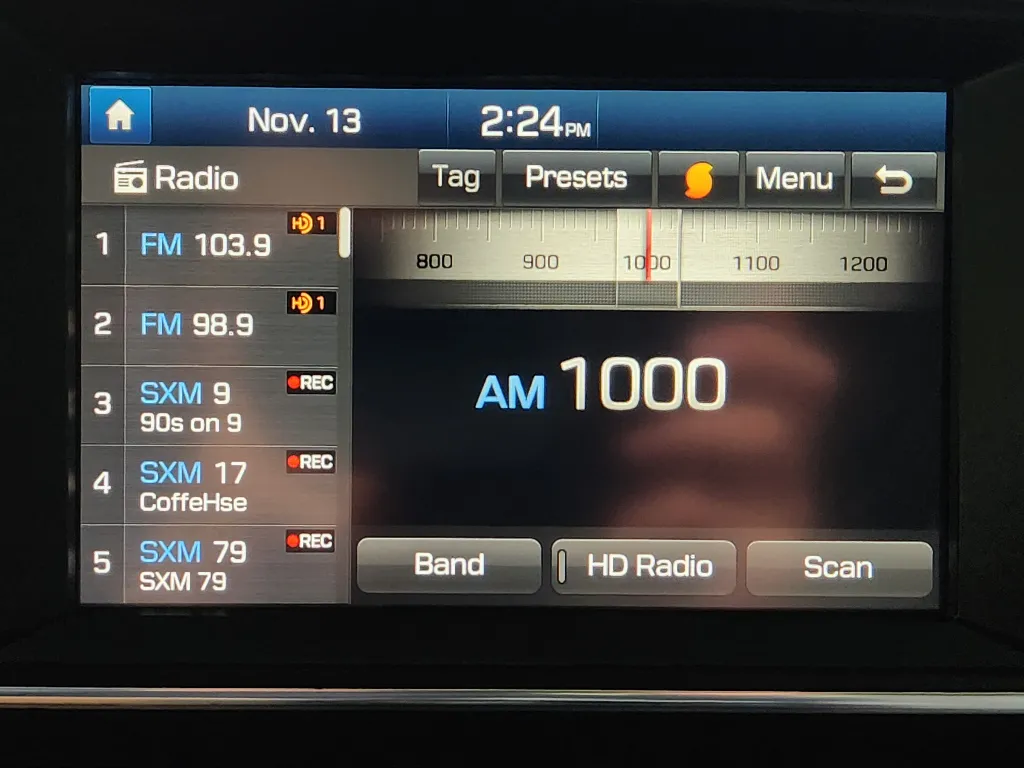 Nov. 13 2:24 PM
Radio Tag Presets Menu
1 FM 103.9 HD 1
2 FM 98.9 HD 1
3 SXM 9 REC
90s on 9
4 SXM 17 REC
CoffeHse
5 SXM 79 REC
SXM 79
800 900 1000 1100 1200
AM 1000
Band HD Radio Scan